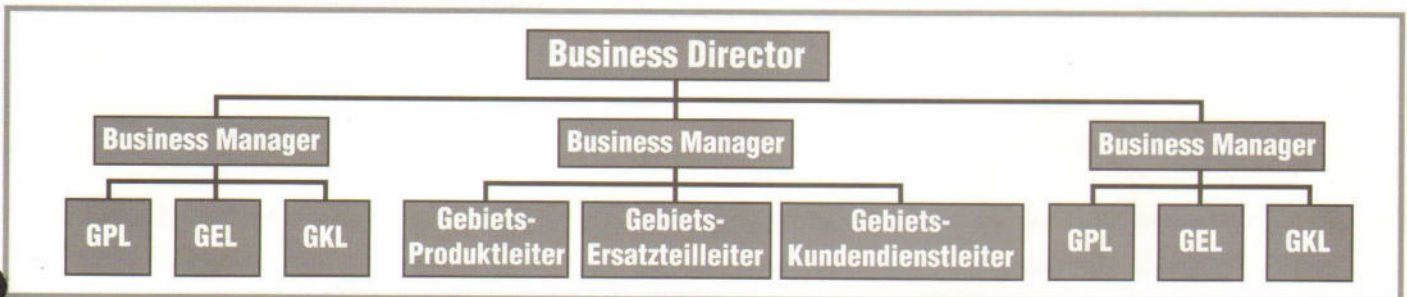 Business Director
Business Manager
Business Manager
Business Manager
GPL
GEL
GKL
Gebiets-
Produktleiter
Gebiets-
Ersatzteilleiter
Gebiets-
Kundendienstleiter
GPL
GEL
GKL